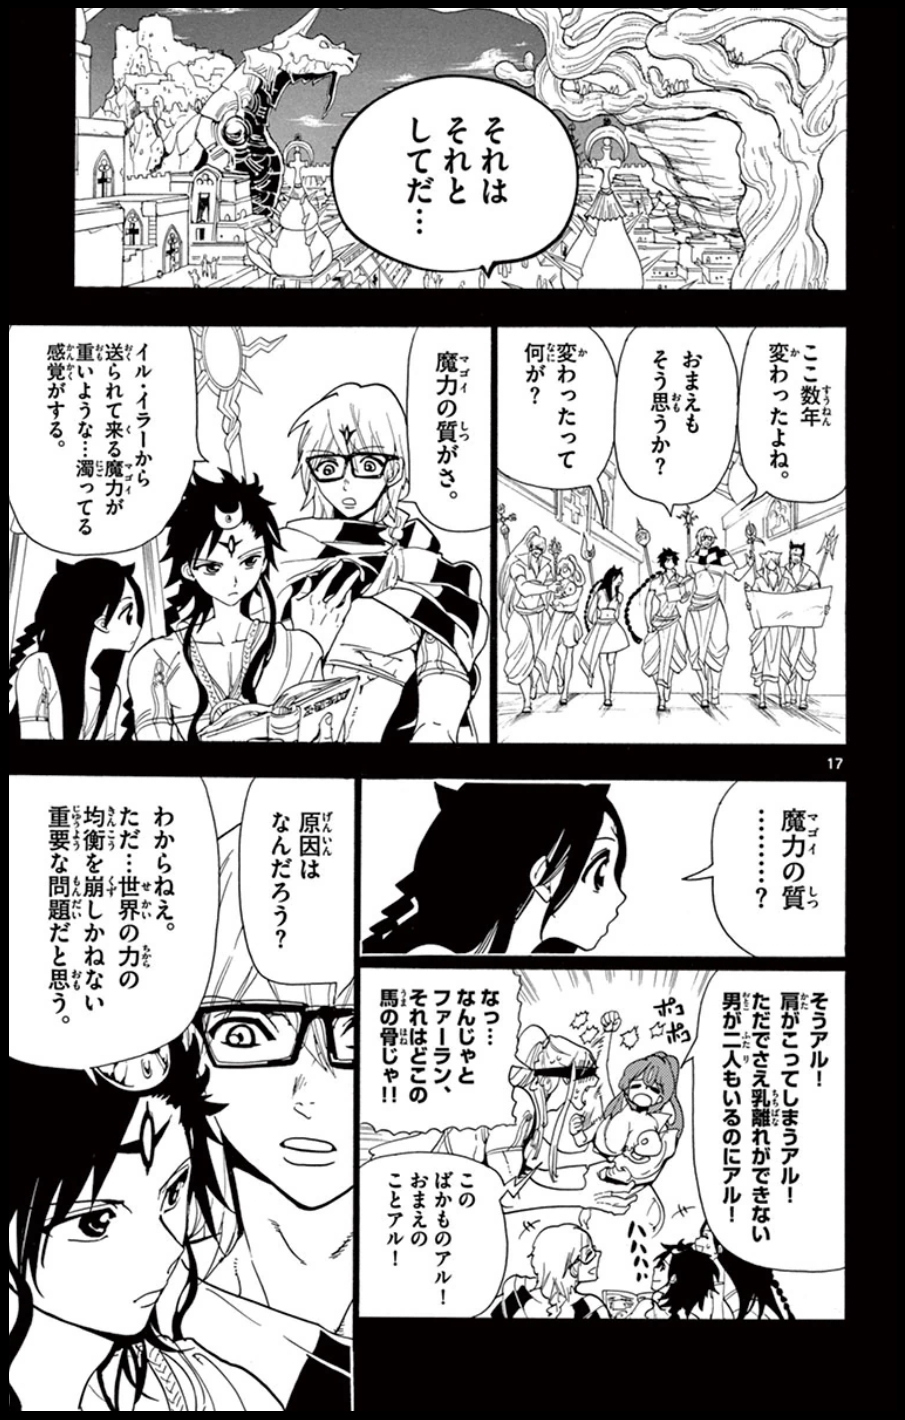 それは
それと
してだ…
ここ数年
変わったよね。
おまえも
そう思うか？
変わったって
何が？
魔力の質がさ。
イル・イラーから
送られて来る魔力が
重いような…濁ってる
感覚がする。
17
魔力の質
…………？
そうアル！
肩がこってしまうアル！
ただでさえ乳離れができない
男が二人もいるのにアル！
ポコ
ポコ
なっ…
なんじゃと
ファーラン、
それはどこの
馬の骨じゃ!!
この
ばかものアル！
おまえの
ことアル！
ハハハハ
原因は
なんだろう？
わからねえ。
ただ…世界の力の
均衡を崩しかねない
重要な問題だと思う。